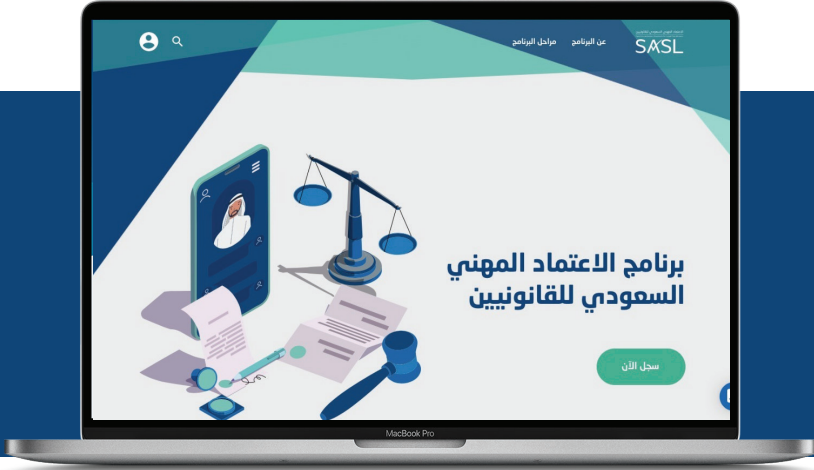 SASL
عن البرنامج
مراحل البرنامج
برنامج الاعتماد المهني
السعودي للقانونيين
سجل الآن
MacBook Pro